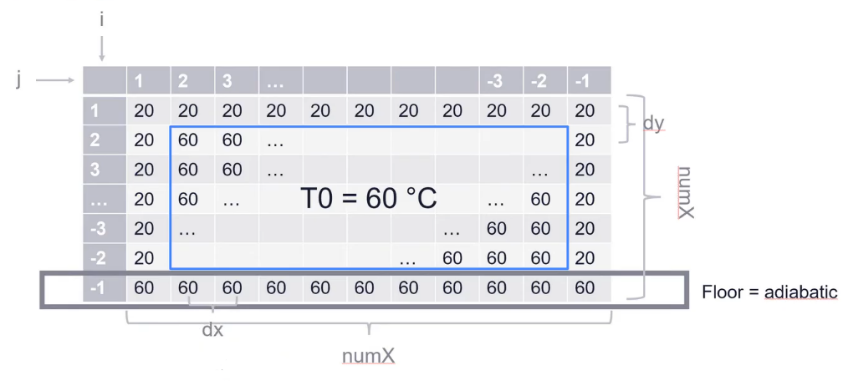 i
j
1 2 3 ... -3 -2 -1
1 20 20 20 20 20 20 20 20 20 20 20
dy
2 20 60 60 ... 20
3 20 60 60 ... ... 20
... 20 60 ... T0 = 60 °C ... 60 20
numX
-3 20 ... ... 60 60 20
-2 20 ... 60 60 60 20
-1 60 60 60 60 60 60 60 60 60 60 60
Floor = adiabatic
dx
numX